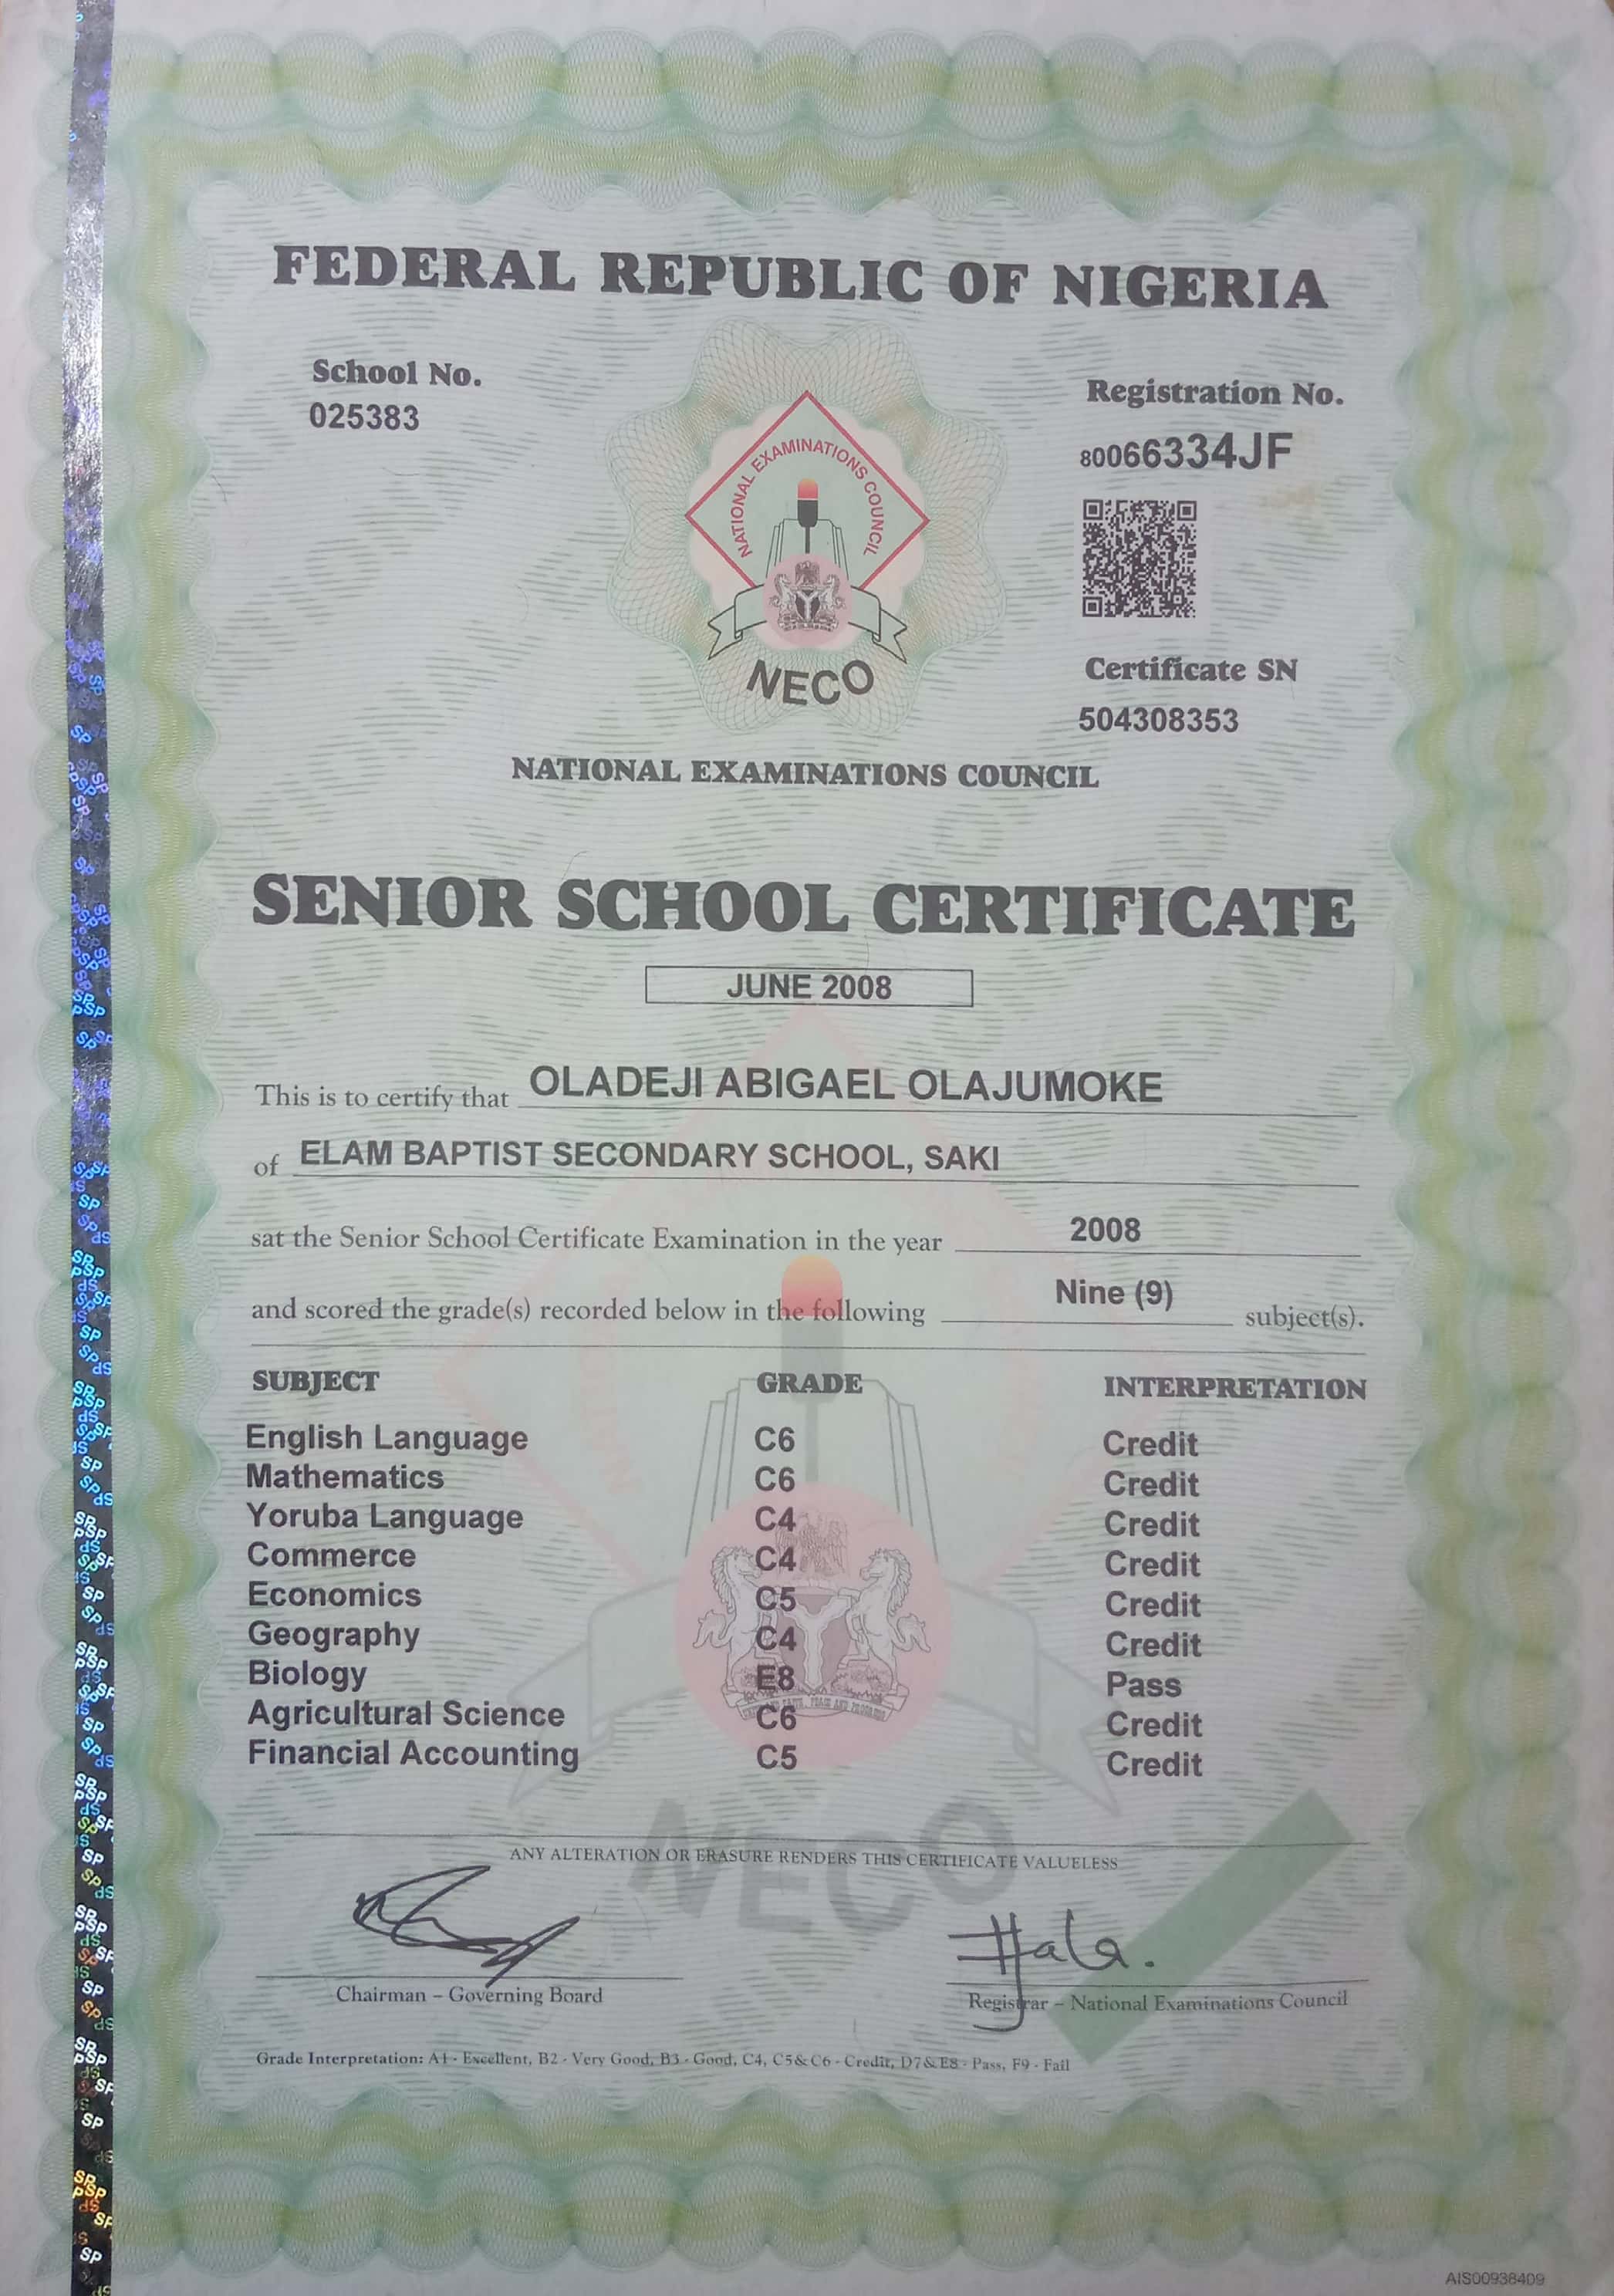 FEDERAL REPUBLIC OF NIGERIA
School No.
025383
Registration No.
80066334JF
NATIONAL EXAMINATIONS COUNCIL
NECO
Certificate SN
504308353
NATIONAL EXAMINATIONS COUNCIL
SENIOR SCHOOL CERTIFICATE
JUNE 2008
This is to certify that OLADEJI ABIGAEL OLAJUMOKE
of ELAM BAPTIST SECONDARY SCHOOL, SAKI
sat the Senior School Certificate Examination in the year 2008
and scored the grade(s) recorded below in the following Nine (9) subject(s).
SUBJECT GRADE INTERPRETATION
English Language C6 Credit
Mathematics C6 Credit
Yoruba Language C4 Credit
Commerce C4 Credit
Economics C5 Credit
Geography C4 Credit
Biology E8 Pass
Agricultural Science C6 Credit
Financial Accounting C5 Credit
NECO
ANY ALTERATION OR ERASURE RENDERS THIS CERTIFICATE VALUELESS
Chairman – Governing Board
Registrar – National Examinations Council
Grade Interpretation: A1 - Excellent, B2 - Very Good, B3 - Good, C4, C5 & C6 - Credit, D7 & E8 - Pass, F9 - Fail
AIS00938409